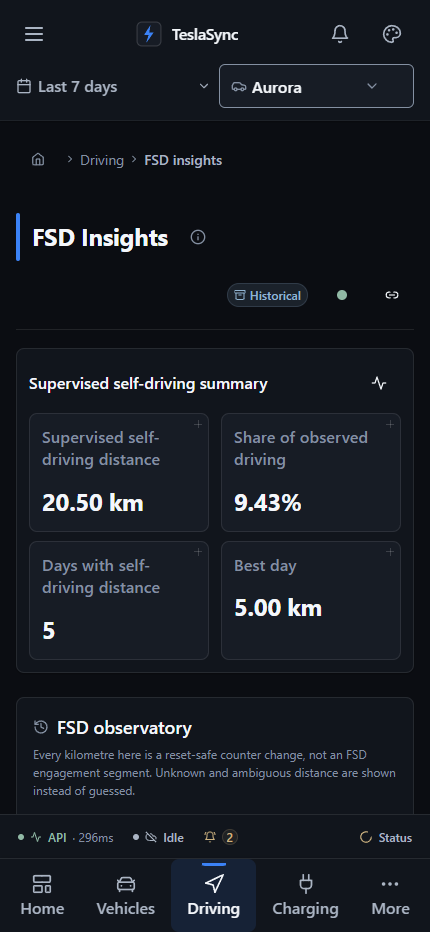 TeslaSync
Last 7 days
Aurora
Driving
FSD insights
FSD Insights
Historical
Supervised self-driving summary
Supervised self-
driving distance
20.50 km
Share of observed
driving
9.43%
Days with self-
driving distance
5
Best day
5.00 km
FSD observatory
Every kilometre here is a reset-safe counter change, not an FSD
engagement segment. Unknown and ambiguous distance are shown
instead of guessed.
API · 296ms
Idle
2
Status
Home
Vehicles
Driving
Charging
More